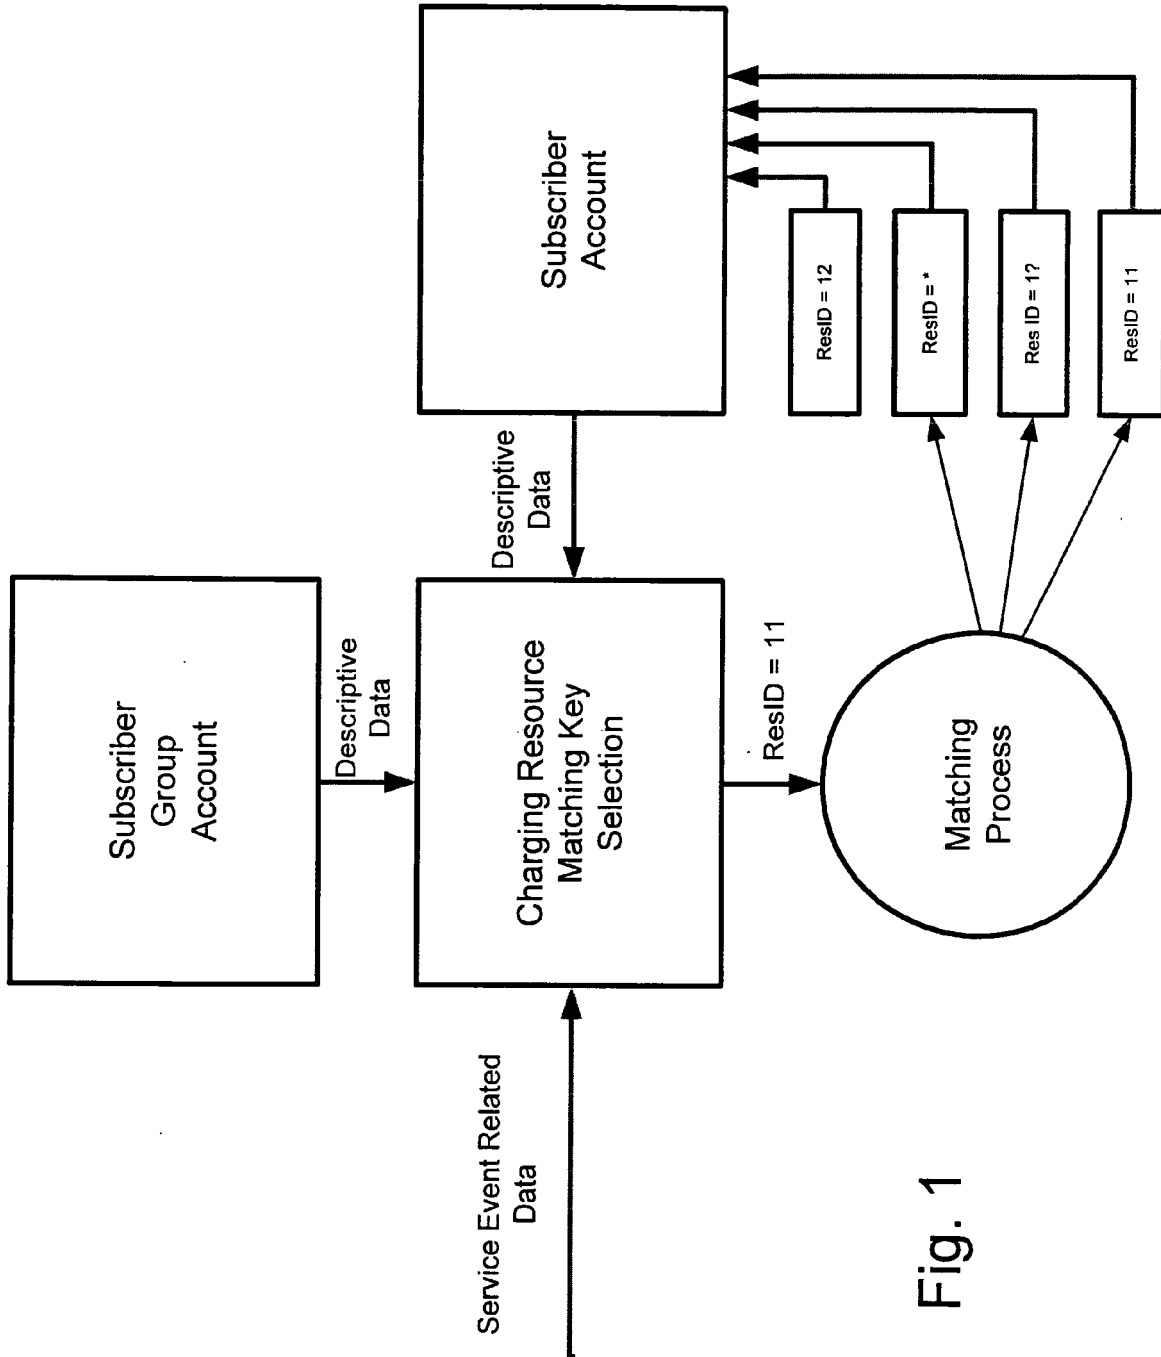 Subscriber
Group
Account
Descriptive
Data
Service Event Related
Data
Charging Resource
Matching Key
Selection
Descriptive
Data
Subscriber
Account
ResID = 11
Matching
Process
ResID = 12
ResID = *
Res ID = 1?
ResID = 11
Fig. 1